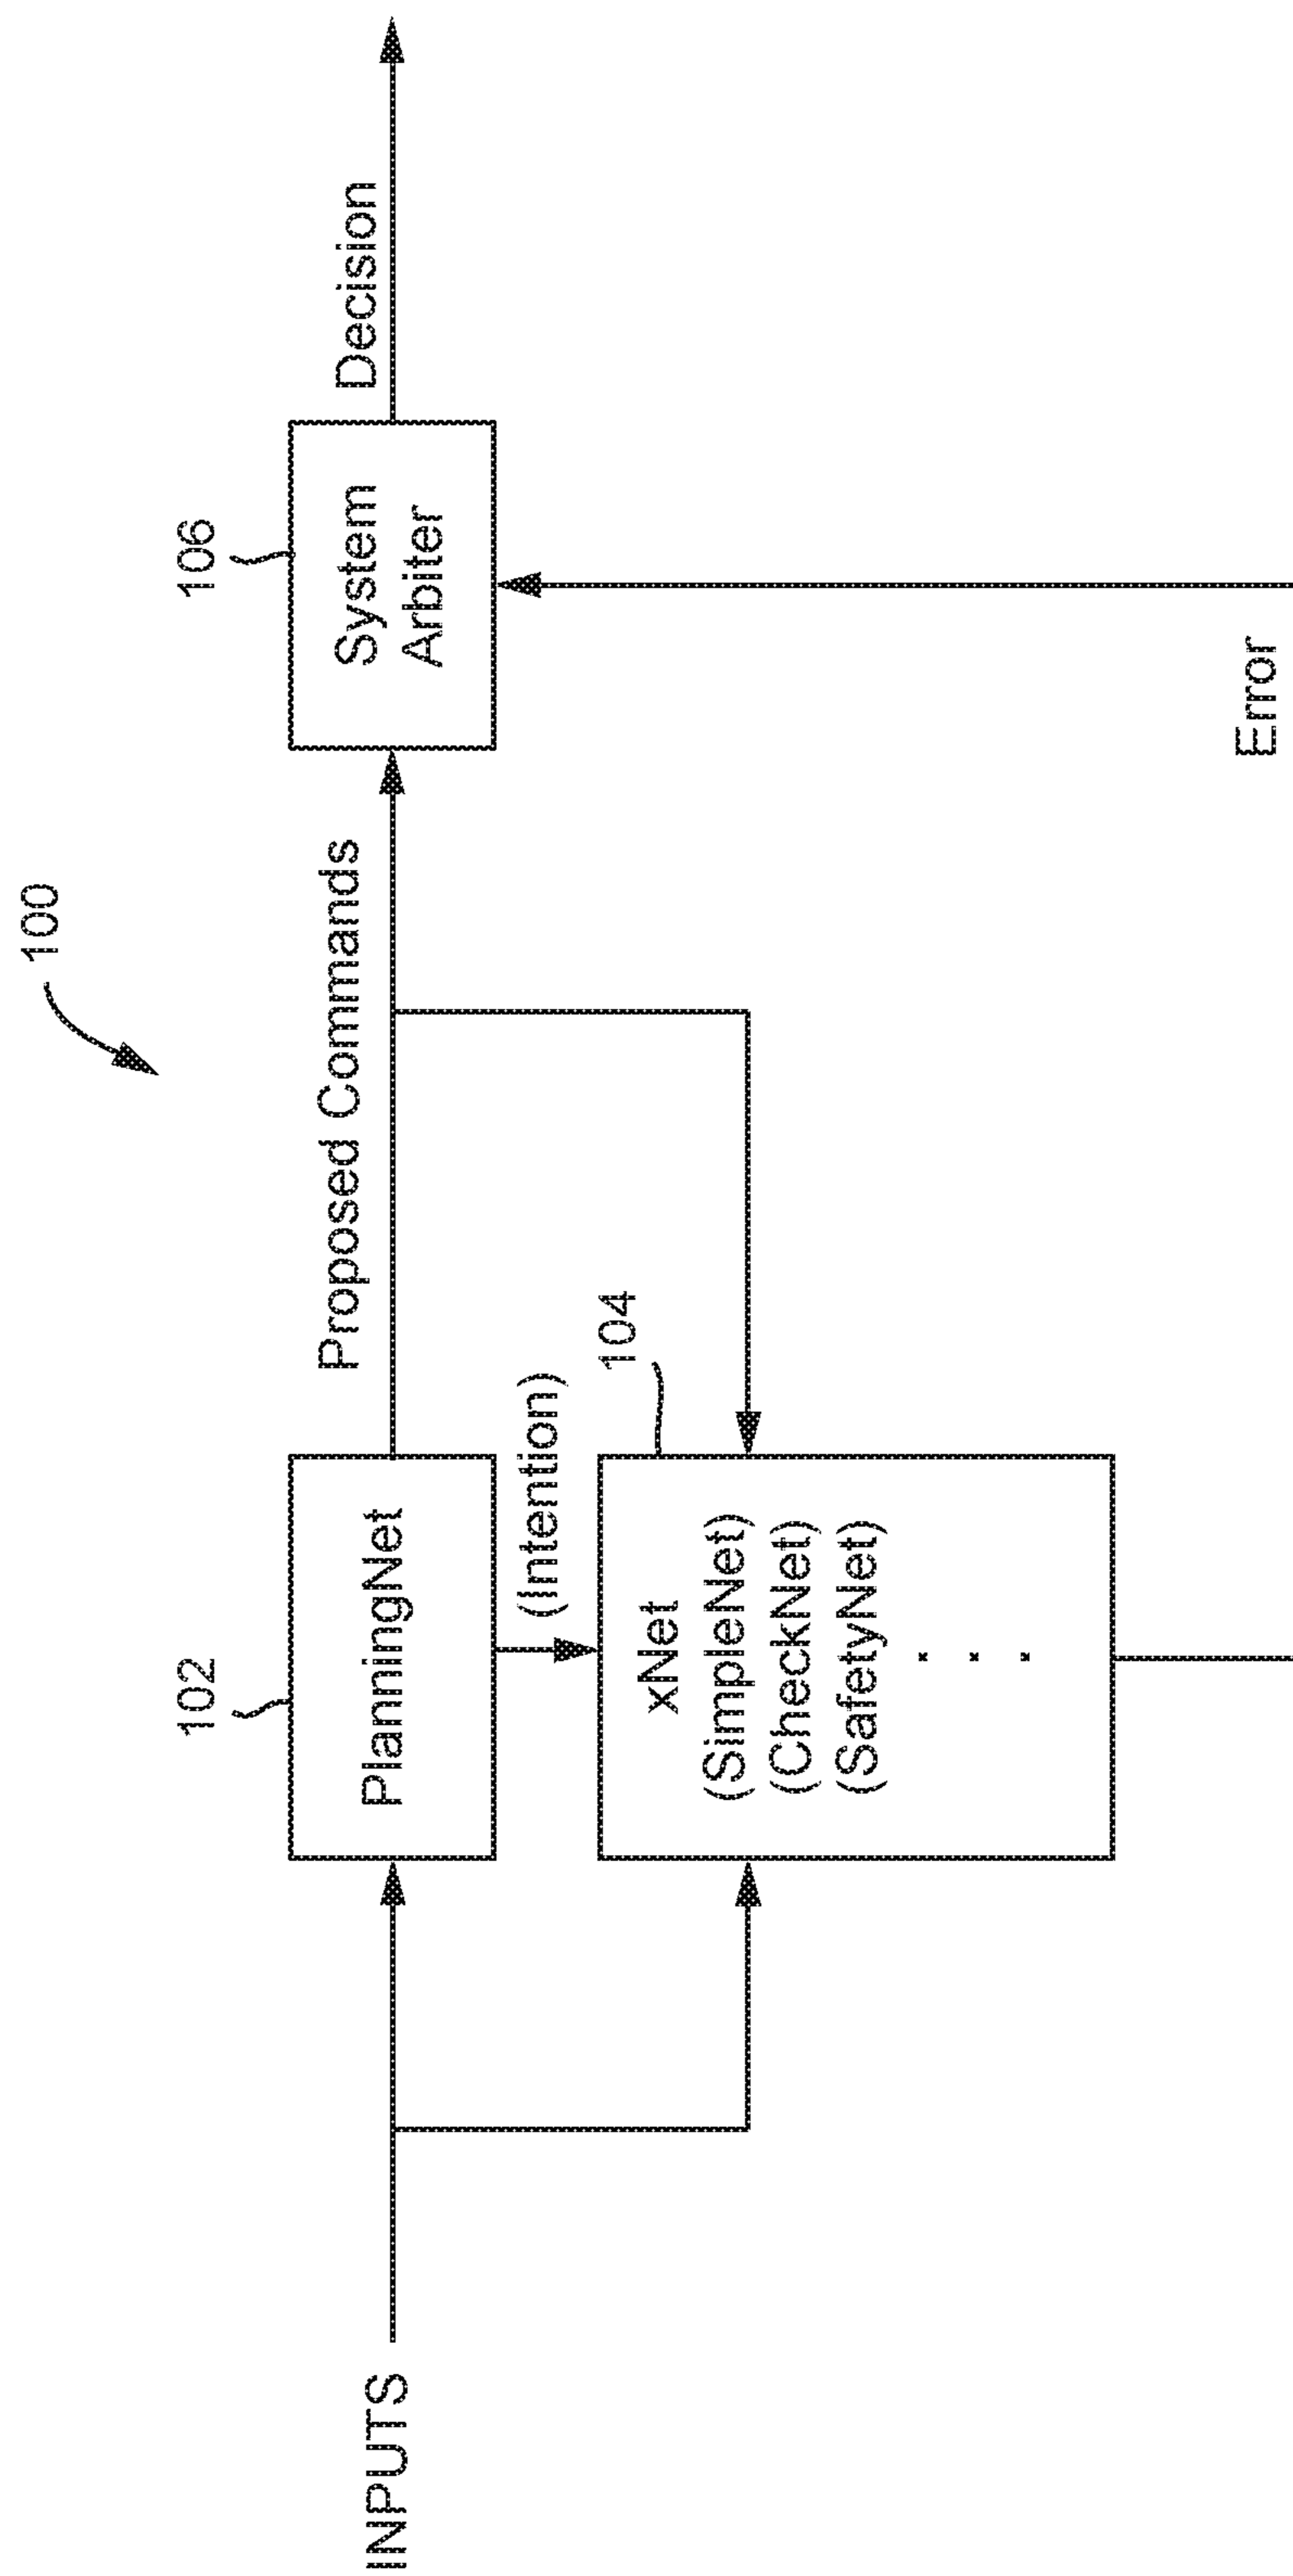 100
102
106
INPUTS
PlanningNet
Proposed Commands
System
Arbiter
Decision
(Intention)
104
xNet
(SimpleNet)
(CheckNet)
(SafetyNet)
. . .
Error